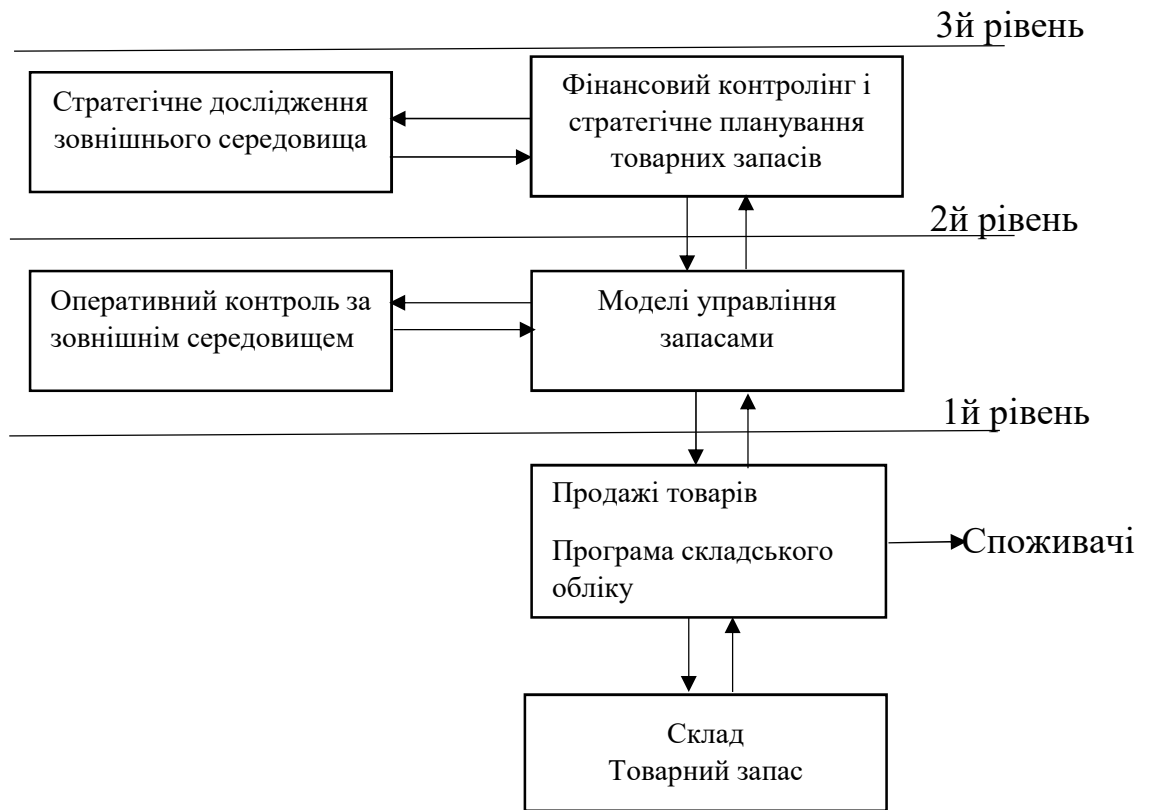 3й рівень
Стратегічне дослідження
зовнішнього середовища
Фінансовий контролінг і
стратегічне планування
товарних запасів
2й рівень
Оперативний контроль за
зовнішнім середовищем
Моделі управління
запасами
1й рівень
Продажі товарів
Програма складського
обліку
Споживачі
Склад
Товарний запас